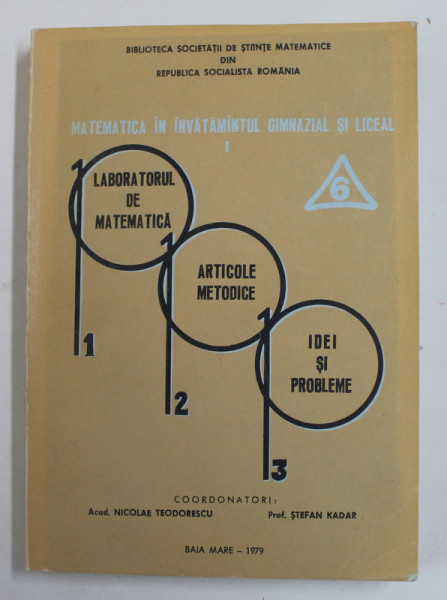 BIBLIOTECA SOCIETĂȚII DE ȘTIINȚE MATEMATICE
DIN
REPUBLICA SOCIALISTĂ ROMÂNIA
MATEMATICA ÎN ÎNVĂTĂMÎNTUL GIMNAZIAL ȘI LICEAL
I
6
LABORATORUL
DE
MATEMATICĂ
1
ARTICOLE
METODICE
2
IDEI
ȘI
PROBLEME
3
COORDONATORI:
Acad. NICOLAE TEODORESCU
Prof. ȘTEFAN KADAR
BAIA MARE – 1979